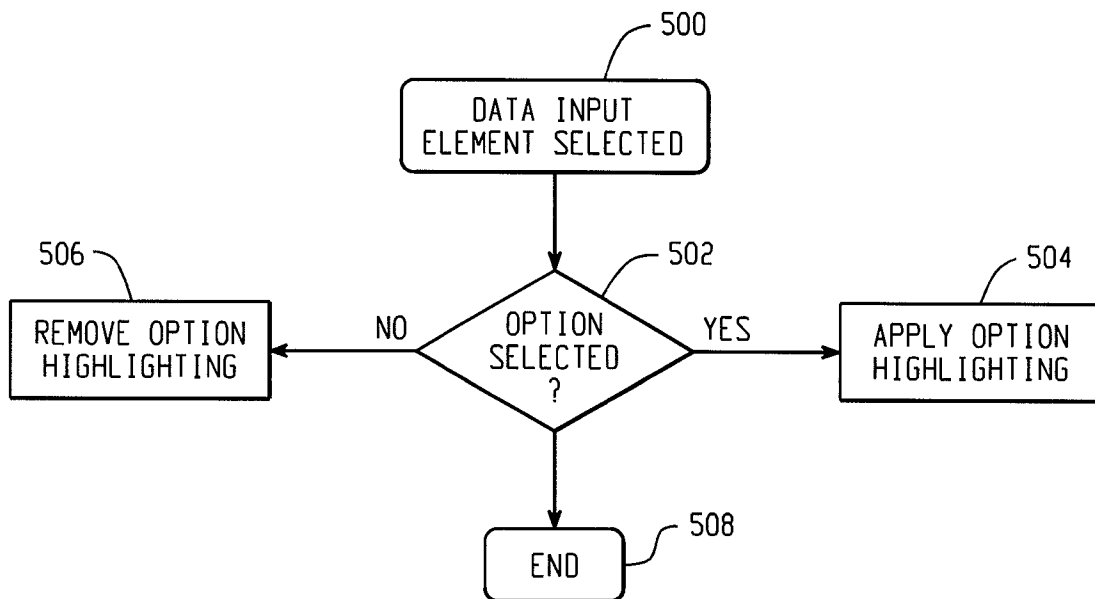 500
DATA INPUT
ELEMENT SELECTED
502
506
504
NO
OPTION
SELECTED
?
YES
REMOVE OPTION
HIGHLIGHTING
APPLY OPTION
HIGHLIGHTING
508
END